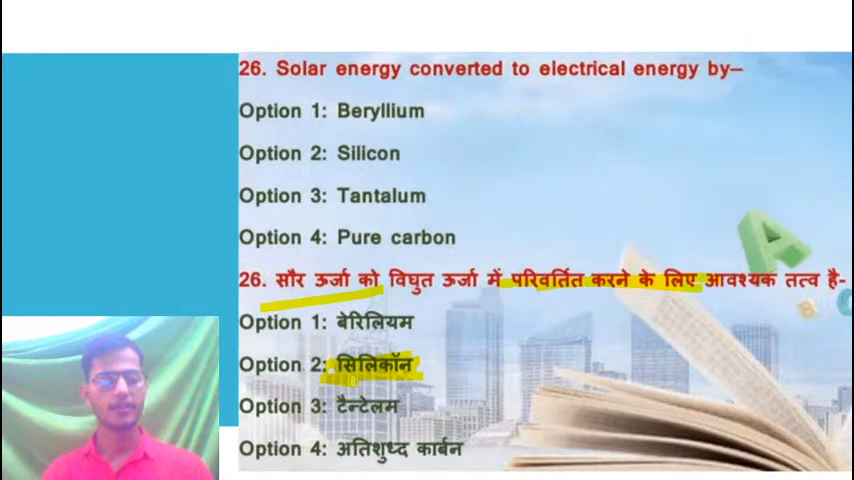 26. Solar energy converted to electrical energy by–
Option 1: Beryllium
Option 2: Silicon
Option 3: Tantalum
Option 4: Pure carbon
26. सौर ऊर्जा को विघुत ऊर्जा में परिवर्तित करने के लिए आवश्यक तत्व है-
Option 1: बेरिलियम
Option 2: सिलिकॉन
Option 3: टैन्टेलम
Option 4: अतिशुध्द कार्बन
A